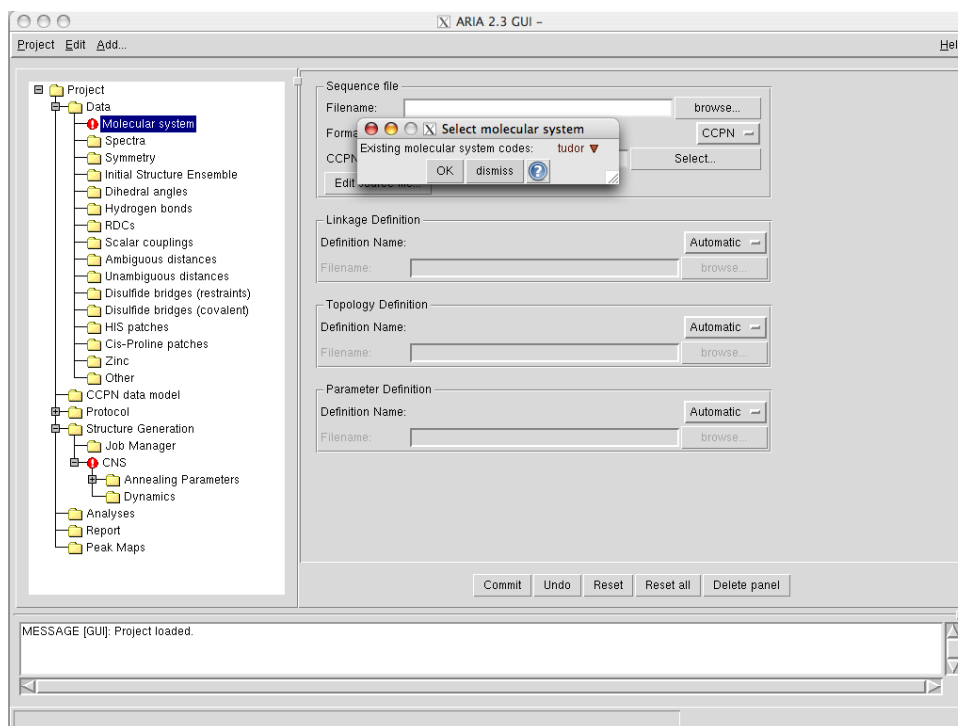 X ARIA 2.3 GUI –
Project Edit Add... Hel
Project
Data
Molecular system
Spectra
Symmetry
Initial Structure Ensemble
Dihedral angles
Hydrogen bonds
RDCs
Scalar couplings
Ambiguous distances
Unambiguous distances
Disulfide bridges (restraints)
Disulfide bridges (covalent)
HIS patches
Cis-Proline patches
Zinc
Other
CCPN data model
Protocol
Structure Generation
Job Manager
CNS
Annealing Parameters
Dynamics
Analyses
Report
Peak Maps
Sequence file
Filename: browse...
Forma CCPN
CCPN Select...
Edit source file...
X Select molecular system
Existing molecular system codes: tudor
OK dismiss ?
Linkage Definition
Definition Name: Automatic
Filename: browse...
Topology Definition
Definition Name: Automatic
Filename: browse...
Parameter Definition
Definition Name: Automatic
Filename: browse...
Commit Undo Reset Reset all Delete panel
MESSAGE [GUI]: Project loaded.